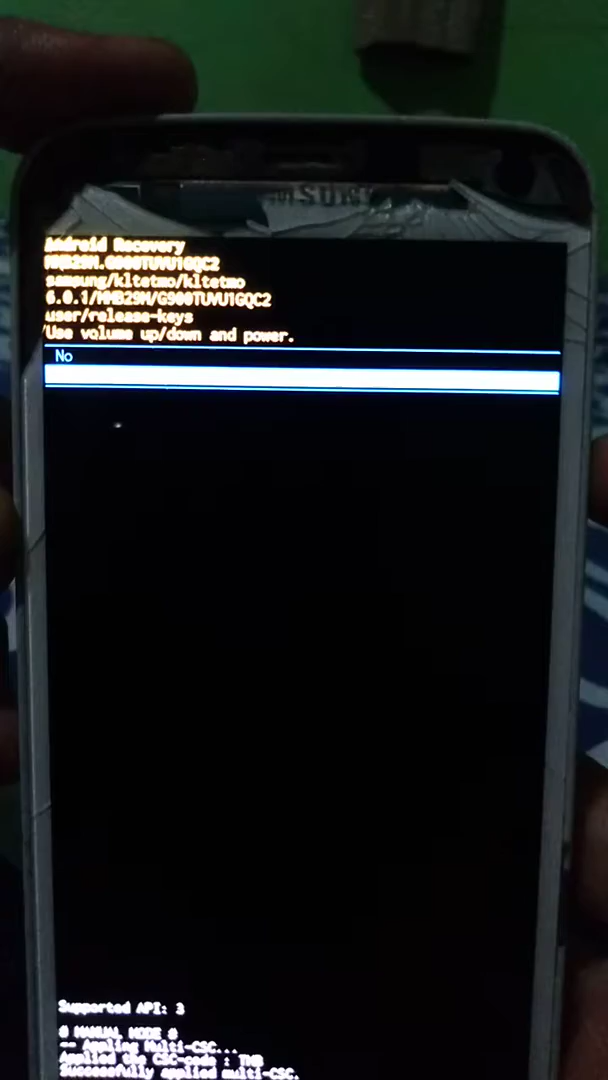 SAMSUNG
Android Recovery
MMB29M.G900TUVU1GQC2
samsung/kltetmo/kltetmo
6.0.1/MMB29M/G900TUVU1GQC2
user/release-keys
Use volume up/down and power.
No
Supported API: 3
# MANUAL MODE #
-- Appling Multi-CSC...
Applied the CSC-code : TMB
Successfully applied multi-CSC.